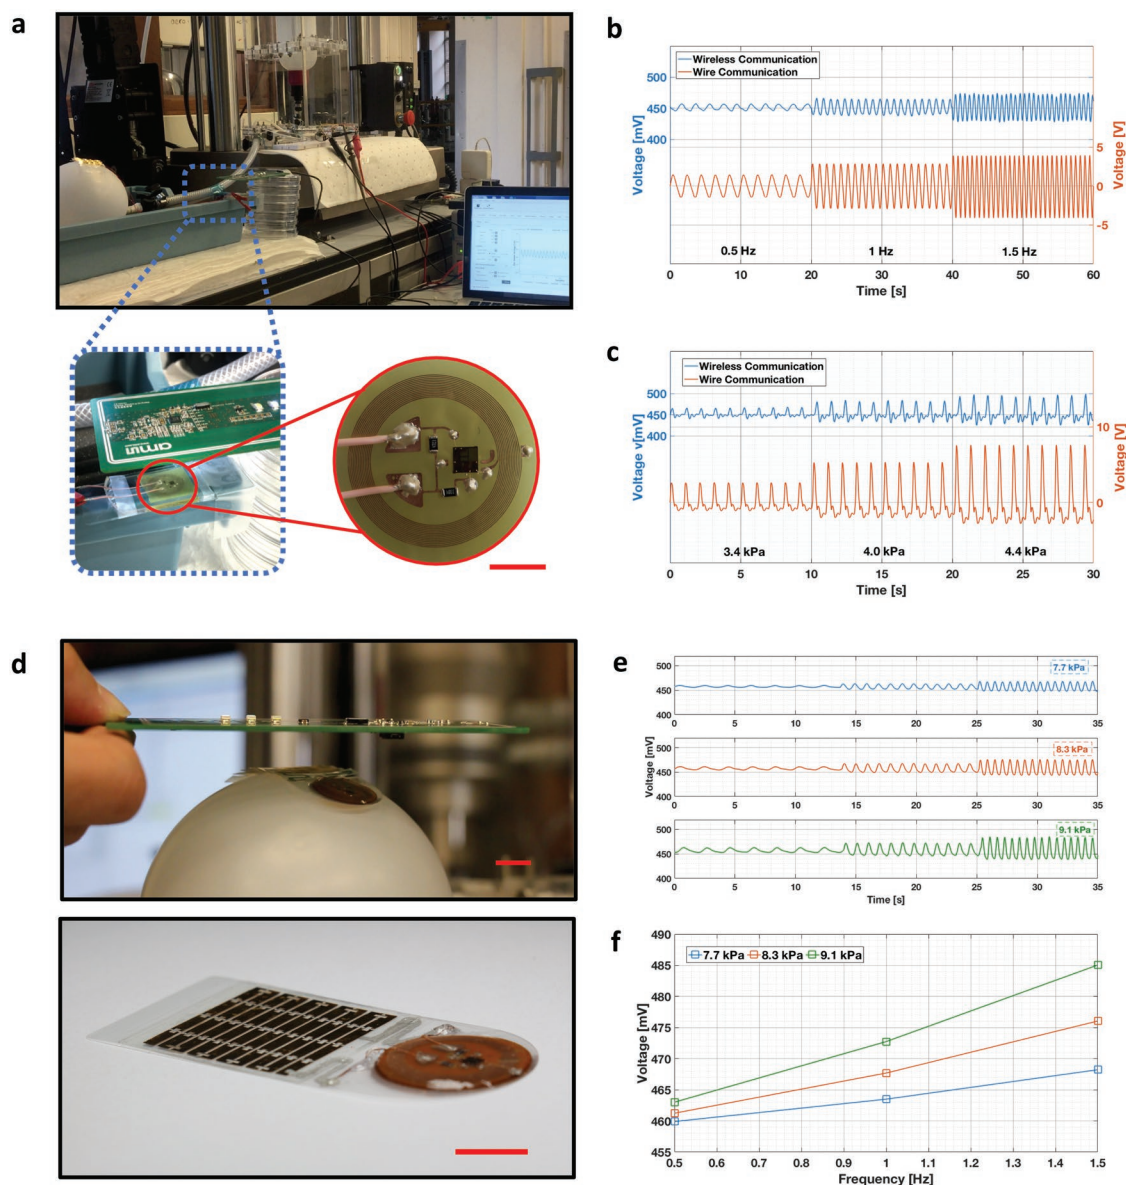 a
b
Wireless Communication
Wire Communication
500
450
400
Voltage [mV]
5
0
-5
Voltage [V]
0.5 Hz
1 Hz
1.5 Hz
0 10 20 30 40 50 60
Time [s]
amu
c
Wireless Communication
Wire Communication
500
450
400
Voltage v[mV]
10
5
0
Voltage [V]
3.4 kPa
4.0 kPa
4.4 kPa
0 5 10 15 20 25 30
Time [s]
d
e
500
450
400
7.7 kPa
0 5 10 15 20 25 30 35
500
450
400
8.3 kPa
0 5 10 15 20 25 30 35
Voltage [mV]
500
450
400
9.1 kPa
0 5 10 15 20 25 30 35
Time [s]
f
7.7 kPa 8.3 kPa 9.1 kPa
490
485
480
475
470
465
460
455
Voltage [mV]
0.5 0.6 0.7 0.8 0.9 1 1.1 1.2 1.3 1.4 1.5
Frequency [Hz]